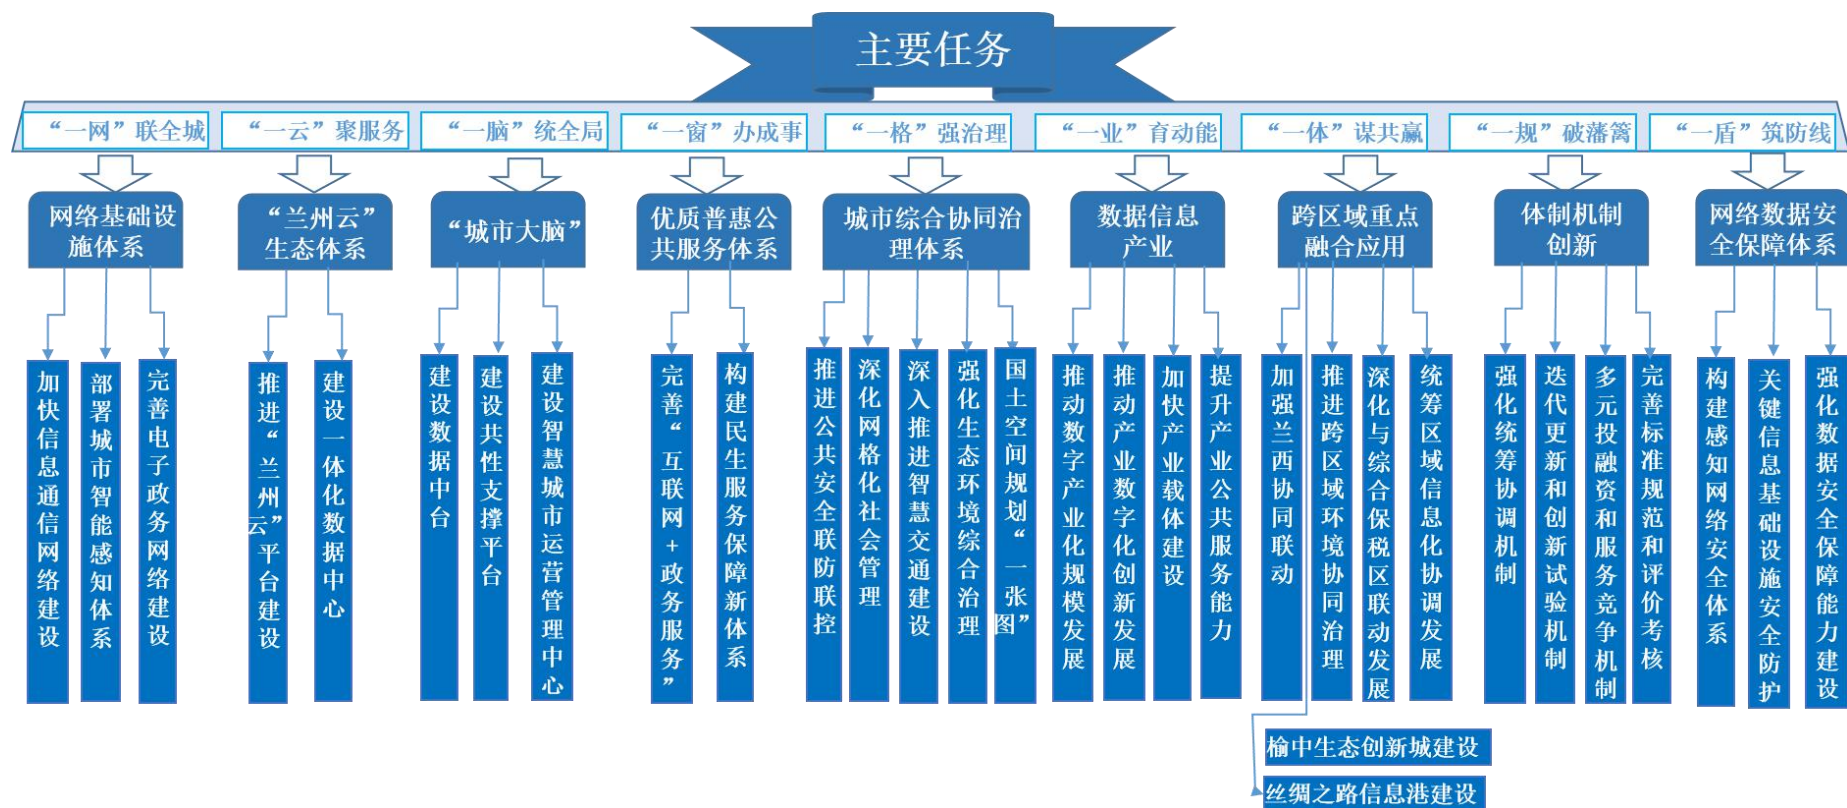 主要任务
“一网”联全城
“一云”聚服务
“一脑”统全局
“一窗”办成事
“一格”强治理
“一业”育动能
“一体”谋共赢
“一规”破藩篱
“一盾”筑防线
网络基础设
施体系
“兰州云”
生态体系
“城市大脑”
优质普惠公
共服务体系
城市综合协同治
理体系
数据信息
产业
跨区域重点
融合应用
体制机制
创新
网络数据安
全保障体系
加快信息通信网络建设
部署城市智能感知体系
完善电子政务网络建设
推进“兰州云”平台建设
建设一体化数据中心
建设数据中台
建设共性支撑平台
建设智慧城市运营管理中心
完善“互联网+政务服务”
构建民生服务保障新体系
推进公共安全联防联控
深化网格化社会管理
深入推进智慧交通建设
强化生态环境综合治理
国土空间规划“一张图”
推动数字产业化规模发展
推动产业数字化创新发展
加快产业载体建设
提升产业公共服务能力
加强兰西协同联动
推进跨区域环境协同治理
深化与综合保税区联动发展
统筹区域信息化协调发展
强化统筹协调机制
迭代更新和创新试验机制
多元投融资和服务竞争机制
完善标准规范和评价考核
构建感知网络安全体系
关键信息基础设施安全防护
强化数据安全保障能力建设
榆中生态创新城建设
丝绸之路信息港建设